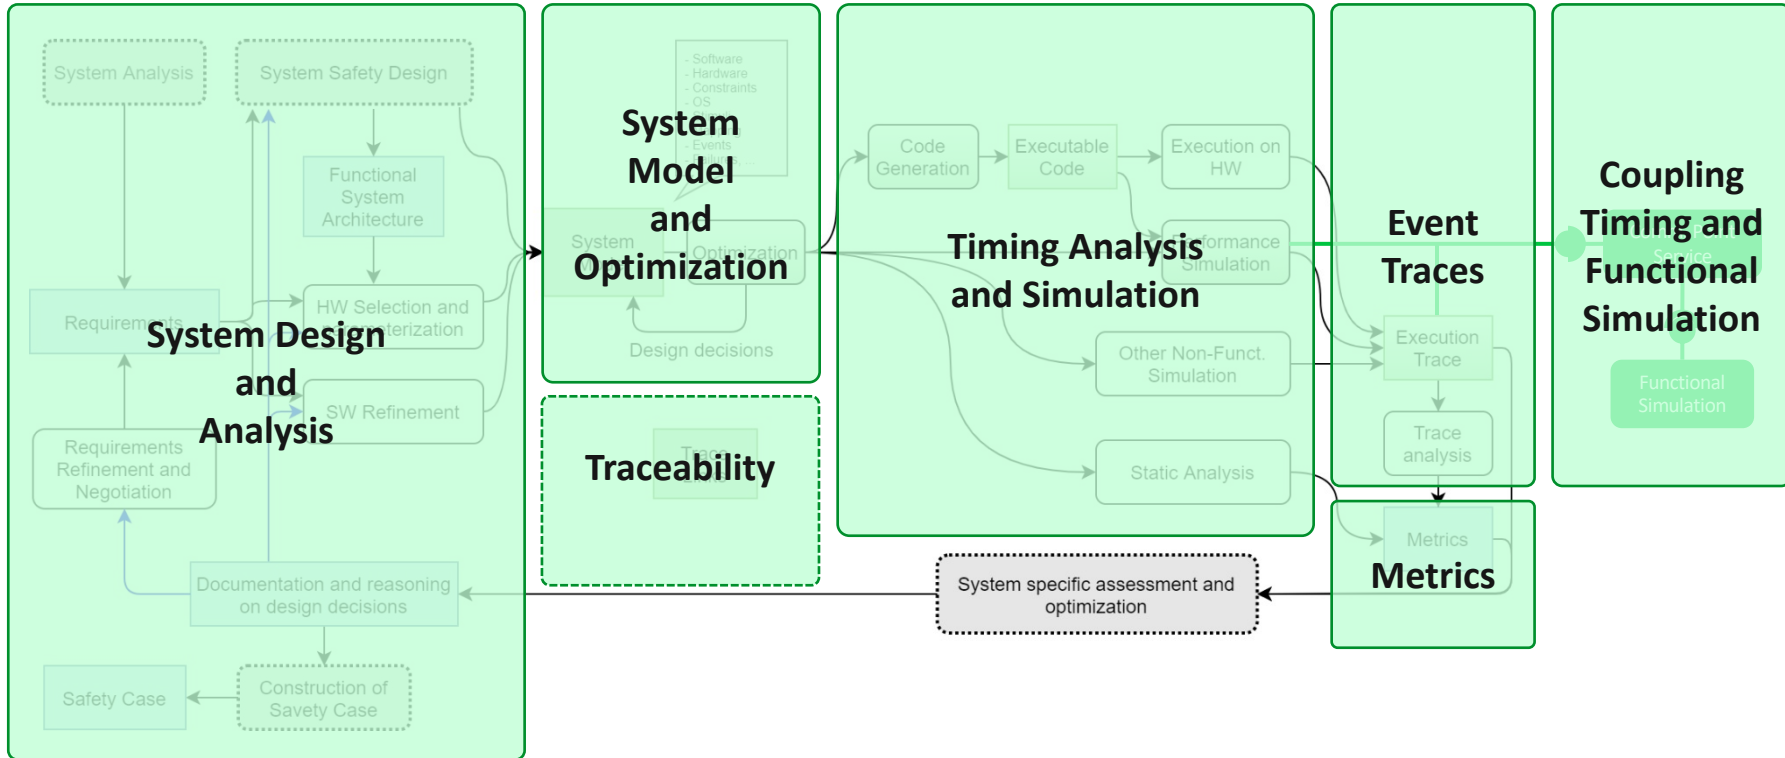 System Analysis
System Safety Design
Functional
System
Architecture
Requirements
HW Selection and
parameterization
SW Refinement
Requirements
Refinement and
Negotiation
Documentation and reasoning
on design decisions
Safety Case
Construction of
Savety Case
System Design
and
Analysis
- Software
- Hardware
- Constraints
- OS
- Events
System
Optimization
Design decisions
System
Model
and
Optimization
Trace
Traceability
Code
Generation
Executable
Code
Execution on
HW
Performance
Simulation
Other Non-Funct.
Simulation
Static Analysis
Timing Analysis
and Simulation
Event
Traces
Execution
Trace
Trace
analysis
Metrics
Metrics
System specific assessment and
optimization
Coupling
Timing and
Functional
Simulation
Service
Functional
Simulation